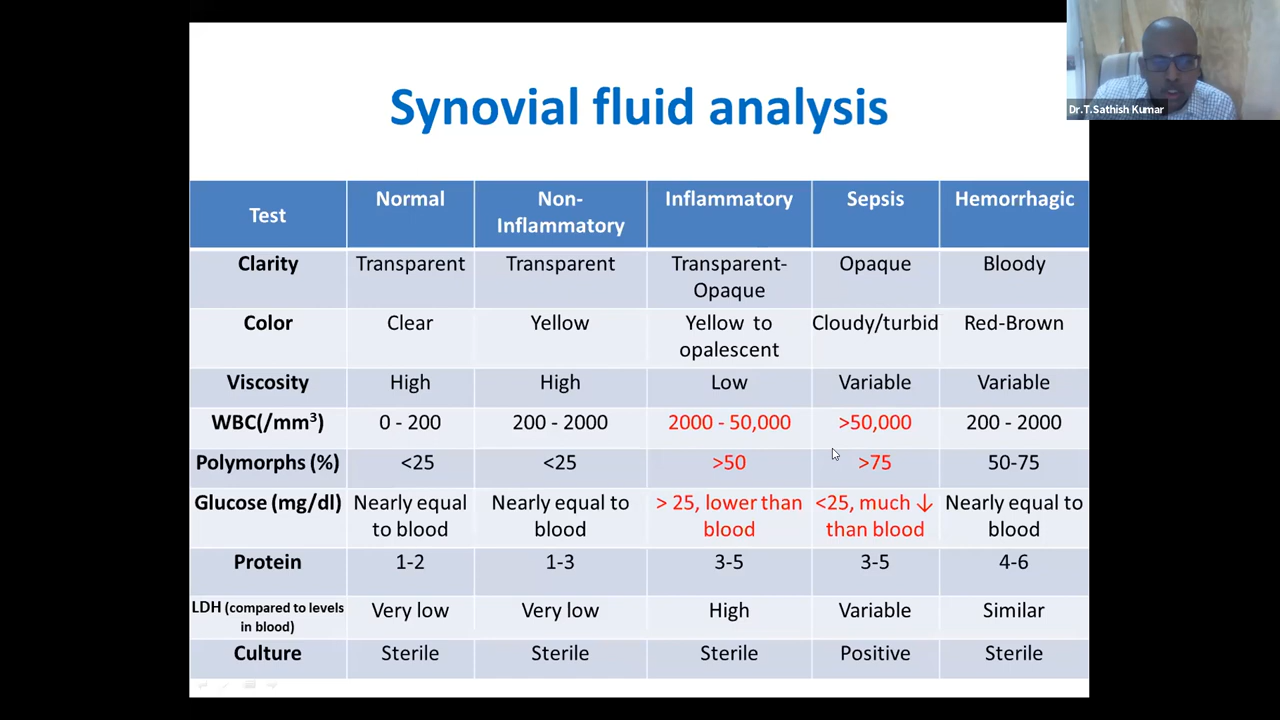 Dr.T.Sathish Kumar
Synovial fluid analysis
Test Normal Non-Inflammatory Inflammatory Sepsis Hemorrhagic
Clarity Transparent Transparent Transparent-Opaque Opaque Bloody
Color Clear Yellow Yellow to opalescent Cloudy/turbid Red-Brown
Viscosity High High Low Variable Variable
WBC(/mm³) 0 - 200 200 - 2000 2000 - 50,000 >50,000 200 - 2000
Polymorphs (%) <25 <25 >50 >75 50-75
Glucose (mg/dl) Nearly equal to blood Nearly equal to blood > 25, lower than blood <25, much ↓ than blood Nearly equal to blood
Protein 1-2 1-3 3-5 3-5 4-6
LDH (compared to levels in blood) Very low Very low High Variable Similar
Culture Sterile Sterile Sterile Positive Sterile